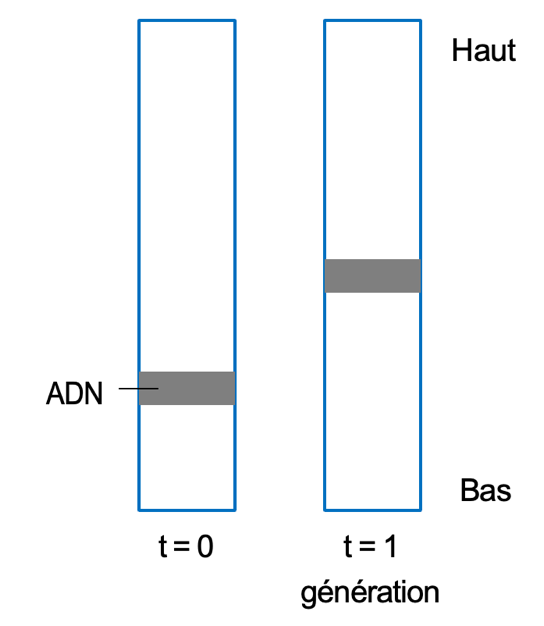 Haut
ADN
Bas
t = 0
t = 1
génération